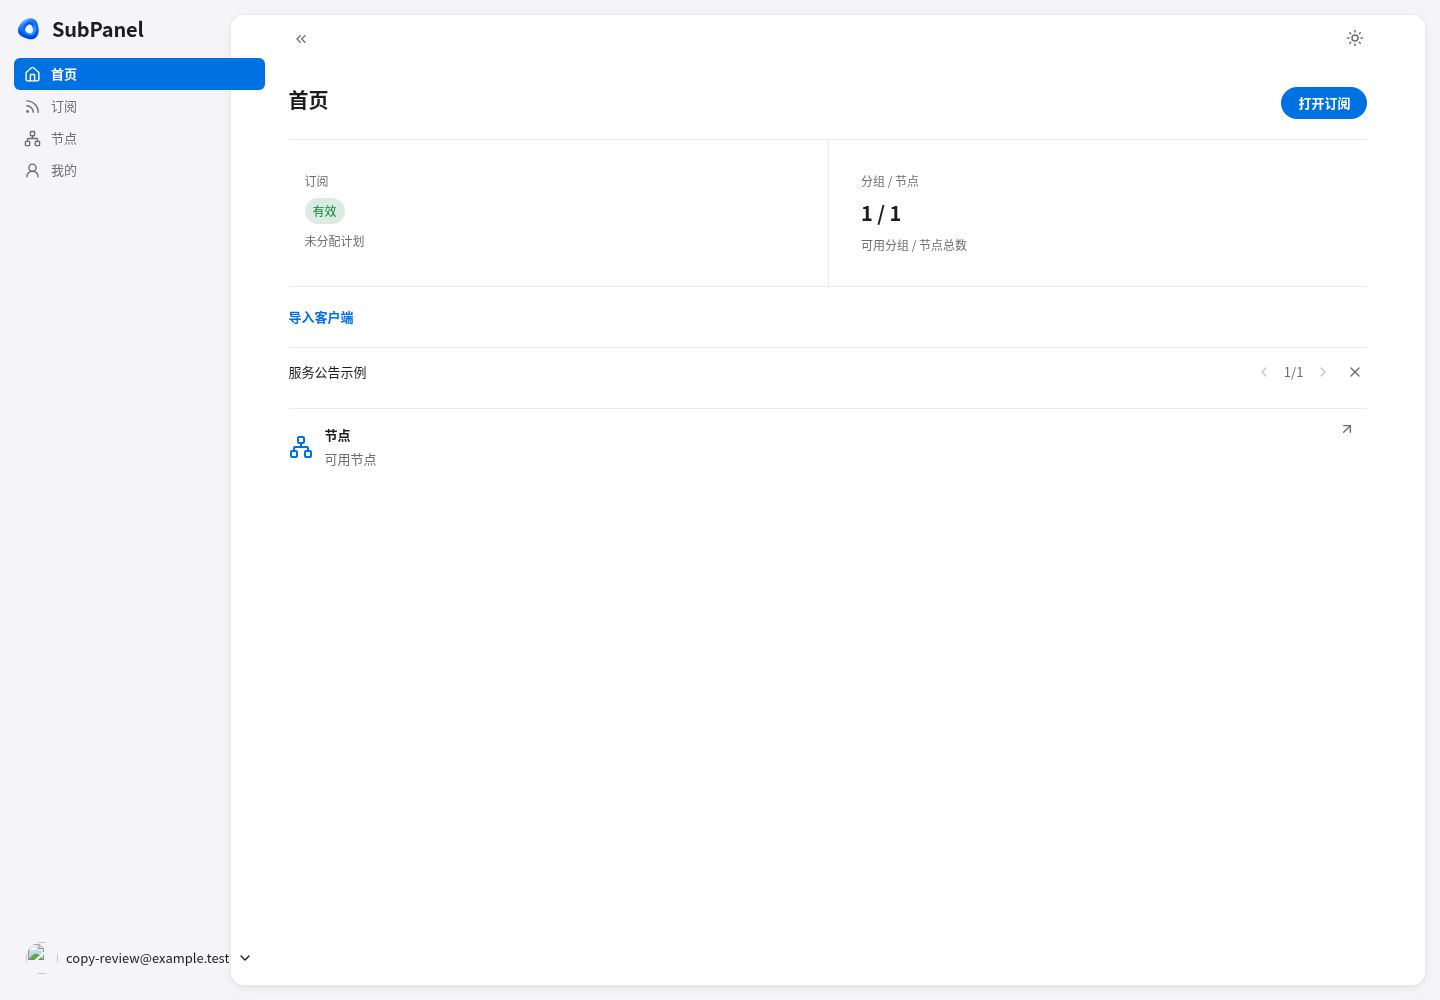 SubPanel
首页
订阅
节点
我的
copy-review@example.test
首页
打开订阅
订阅
有效
未分配计划
分组 / 节点
1 / 1
可用分组 / 节点总数
导入客户端
服务公告示例
1/1
节点
可用节点